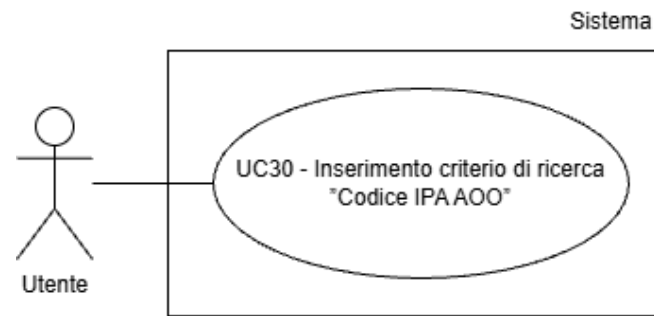 Sistema
UC30 - Inserimento criterio di ricerca
"Codice IPA AOO"
Utente